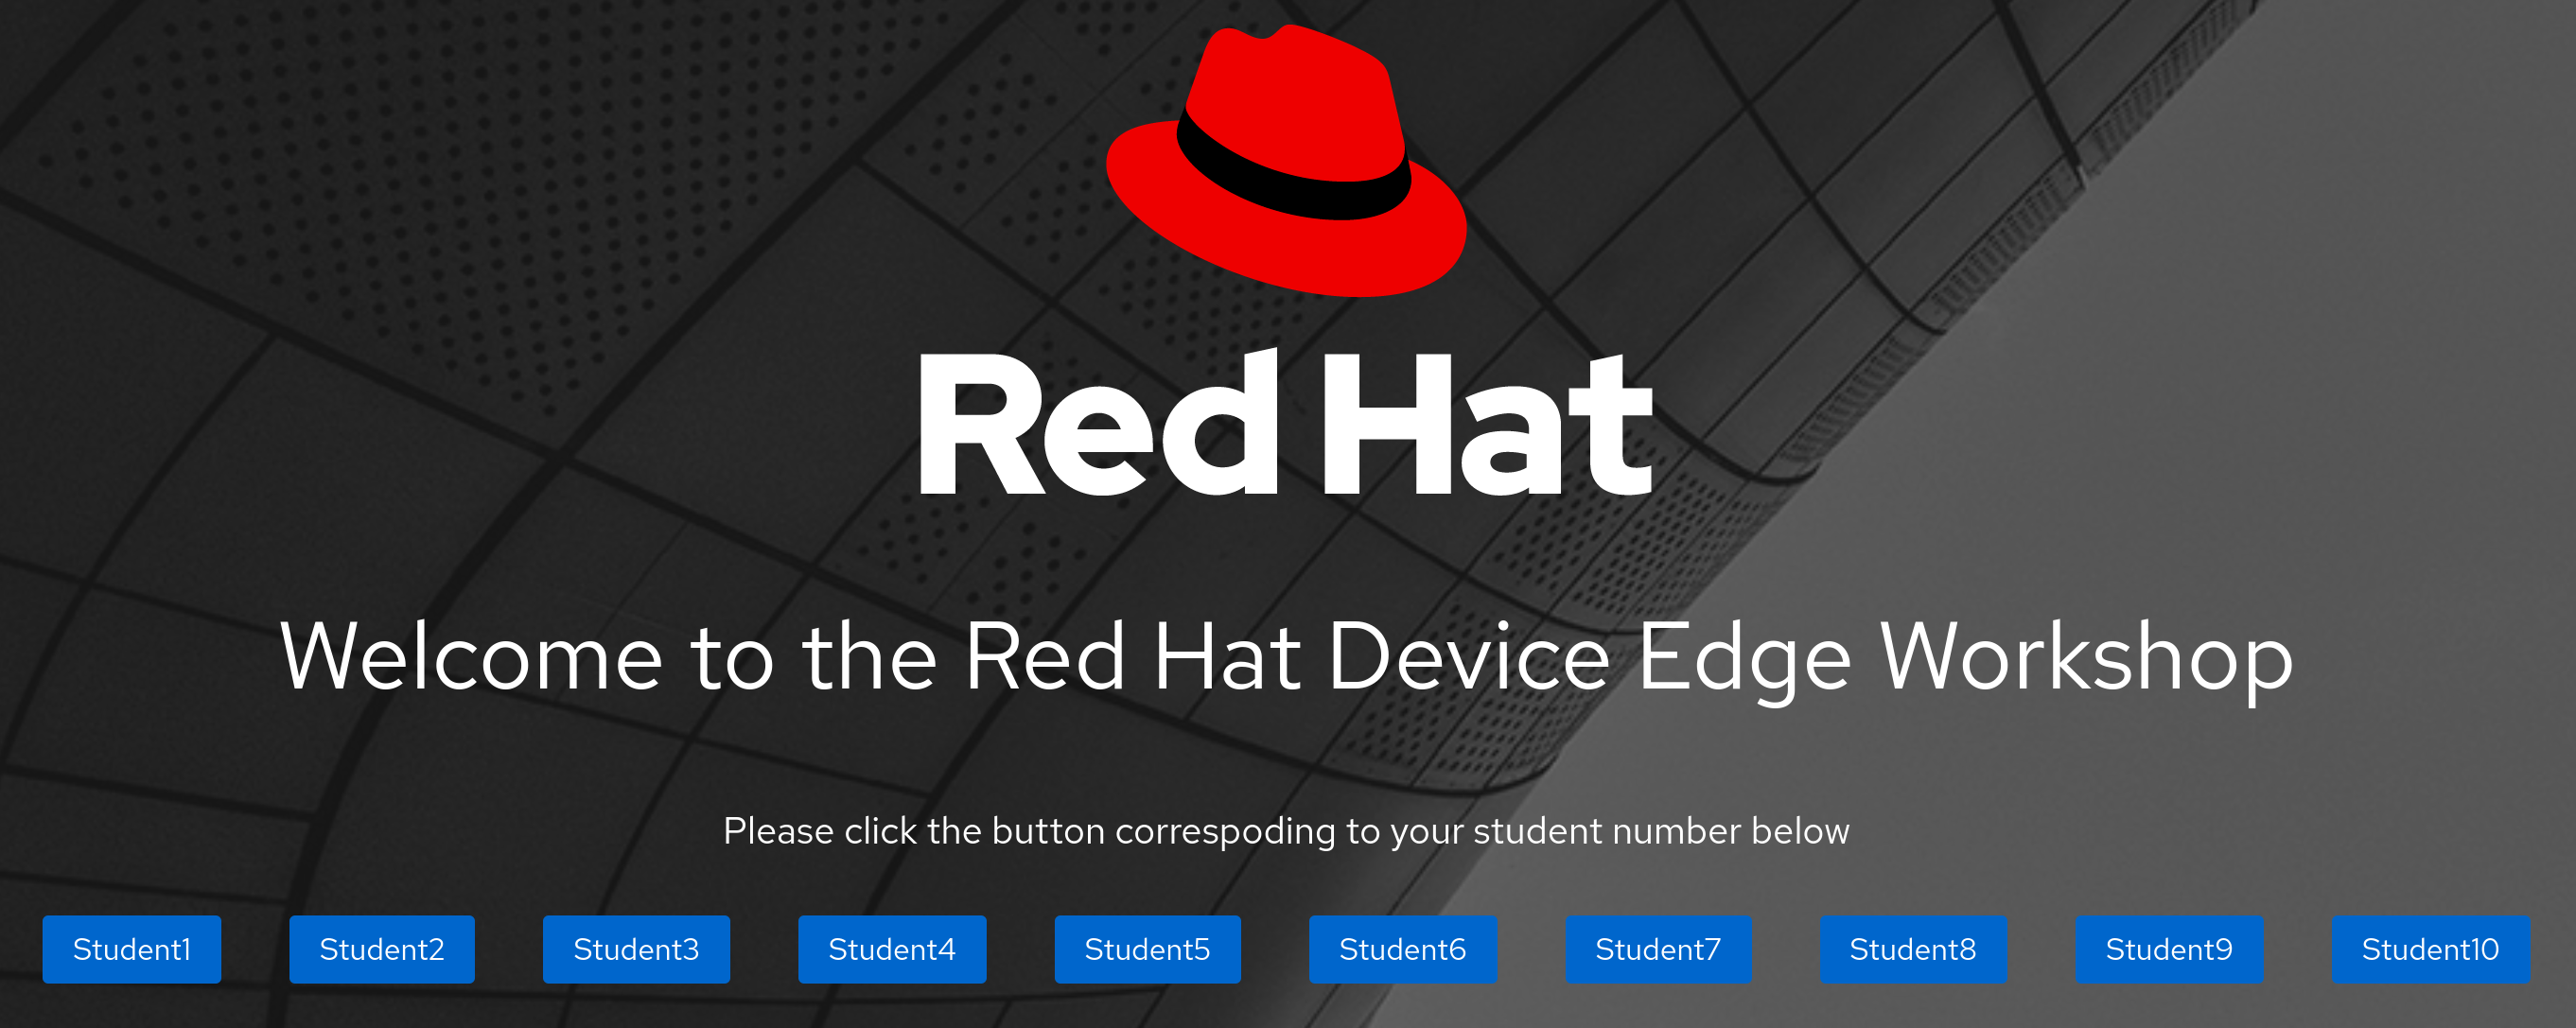 Red Hat
Welcome to the Red Hat Device Edge Workshop
Please click the button correspoding to your student number below
Student1 Student2 Student3 Student4 Student5 Student6 Student7 Student8 Student9 Student10